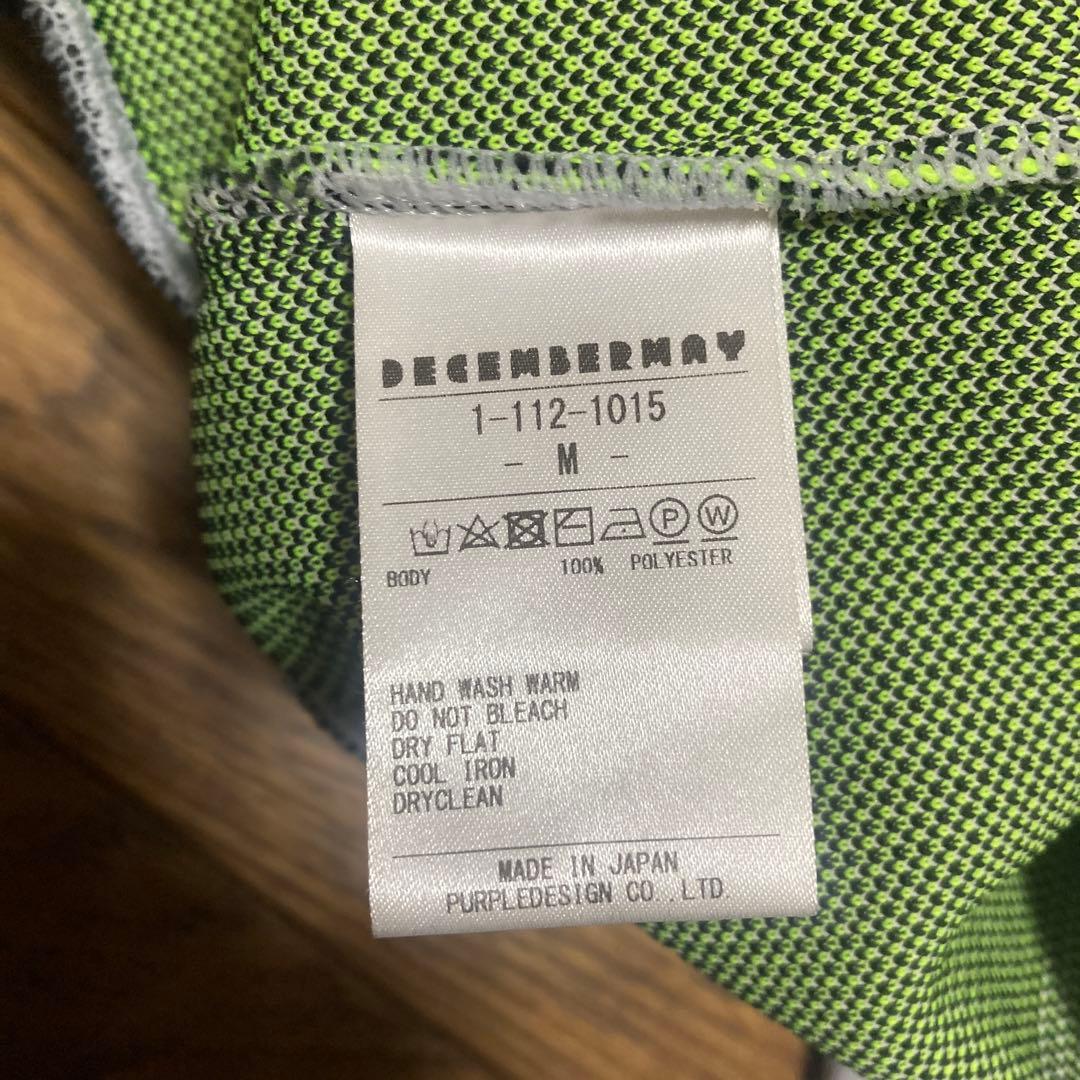 DECEMBERMAY
1-112-1015
- M -
P W
BODY 100% POLYESTER
HAND WASH WARM
DO NOT BLEACH
DRY FLAT
COOL IRON
DRYCLEAN
MADE IN JAPAN
PURPLEDESIGN CO.,LTD.